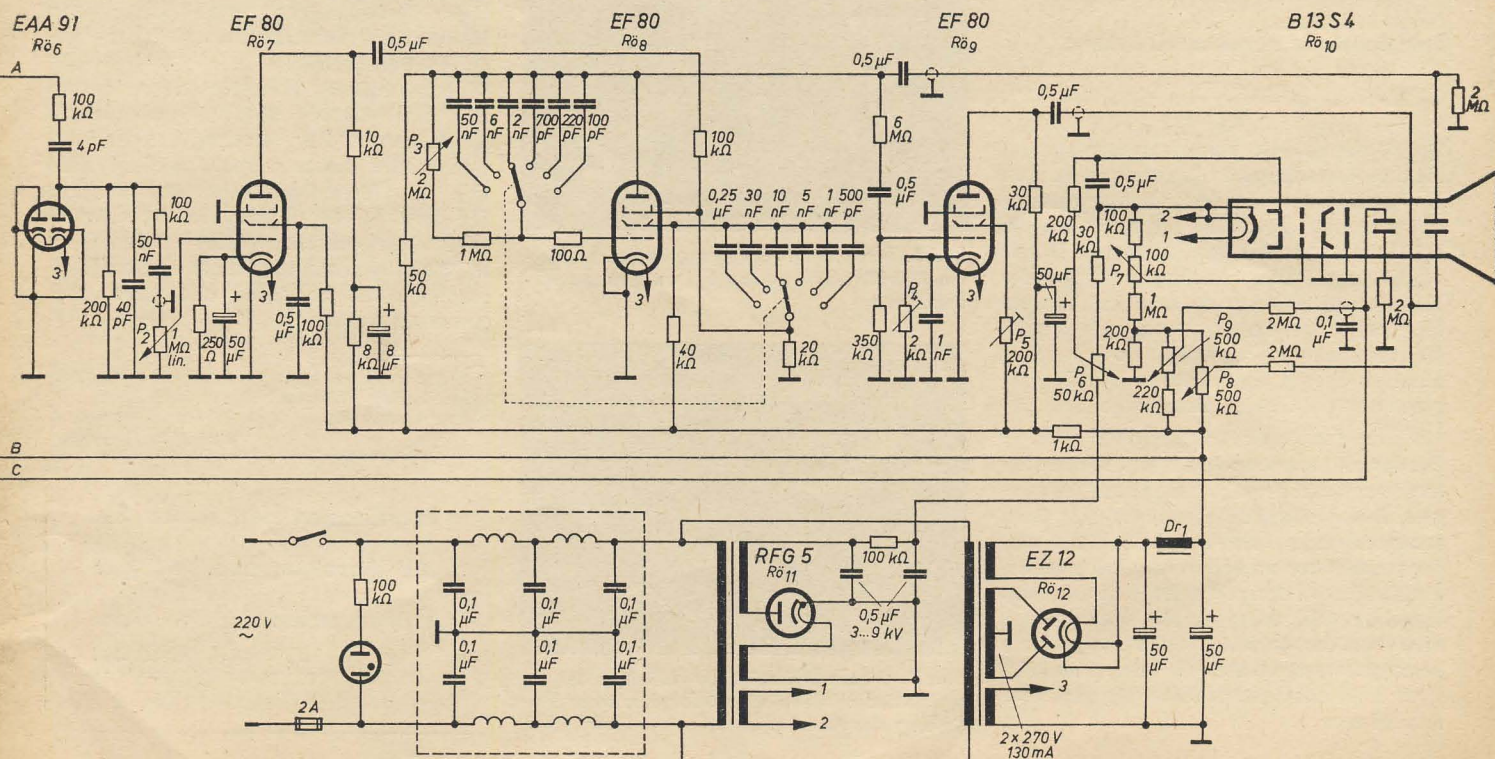 EAA 91
Rö6
EF 80
Rö7
EF 80
Rö8
EF 80
Rö9
B 13 S 4
Rö10
A
100 kΩ
4 pF
200 kΩ
40 pF
100 kΩ
50 nF
P2
1 MΩ lin.
3
250 Ω
+
50 µF
3
0,5 µF
100 kΩ
0,5 µF
10 kΩ
8 kΩ
+
8 µF
50 kΩ
P3
2 MΩ
50 nF
6 nF
2 nF
700 pF
220 pF
100 pF
1 MΩ
100 Ω
3
100 kΩ
40 kΩ
0,25 µF
30 nF
10 nF
5 nF
1 nF
500 pF
20 kΩ
0,5 µF
6 MΩ
0,5 µF
350 kΩ
P4
2 kΩ
1 nF
3
P5
200 kΩ
0,5 µF
30 kΩ
50 µF
+
200 kΩ
30 kΩ
0,5 µF
100 kΩ
P7
100 kΩ
1 MΩ
200 kΩ
P6
50 kΩ
2
1
P9
500 kΩ
220 kΩ
P8
500 kΩ
2 MΩ
2 MΩ
0,1 µF
2 MΩ
2 MΩ
1 kΩ
B
C
220 V
~
2 A
100 kΩ
0,1 µF
0,1 µF
0,1 µF
0,1 µF
0,1 µF
0,1 µF
RFG 5
Rö11
100 kΩ
0,5 µF
3...9 kV
1
2
EZ 12
Rö12
3
2 × 270 V
130 mA
Dr1
+
50 µF
+
50 µF